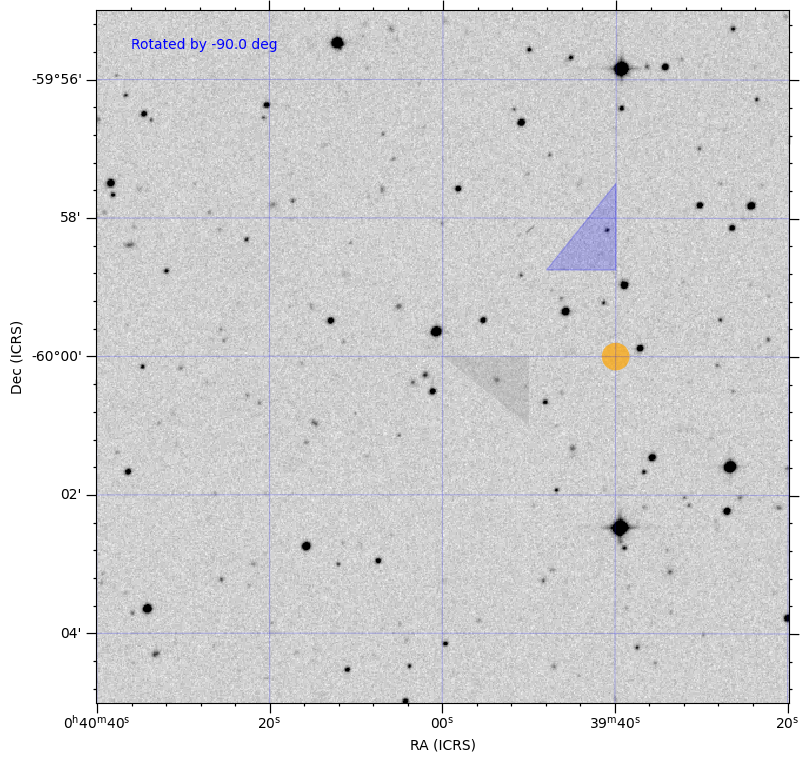 Rotated by -90.0 deg
-59°56'
58'
-60°00'
02'
04'
0ʰ40ᵐ40ˢ 20ˢ 00ˢ 39ᵐ40ˢ 20ˢ
RA (ICRS)
Dec (ICRS)